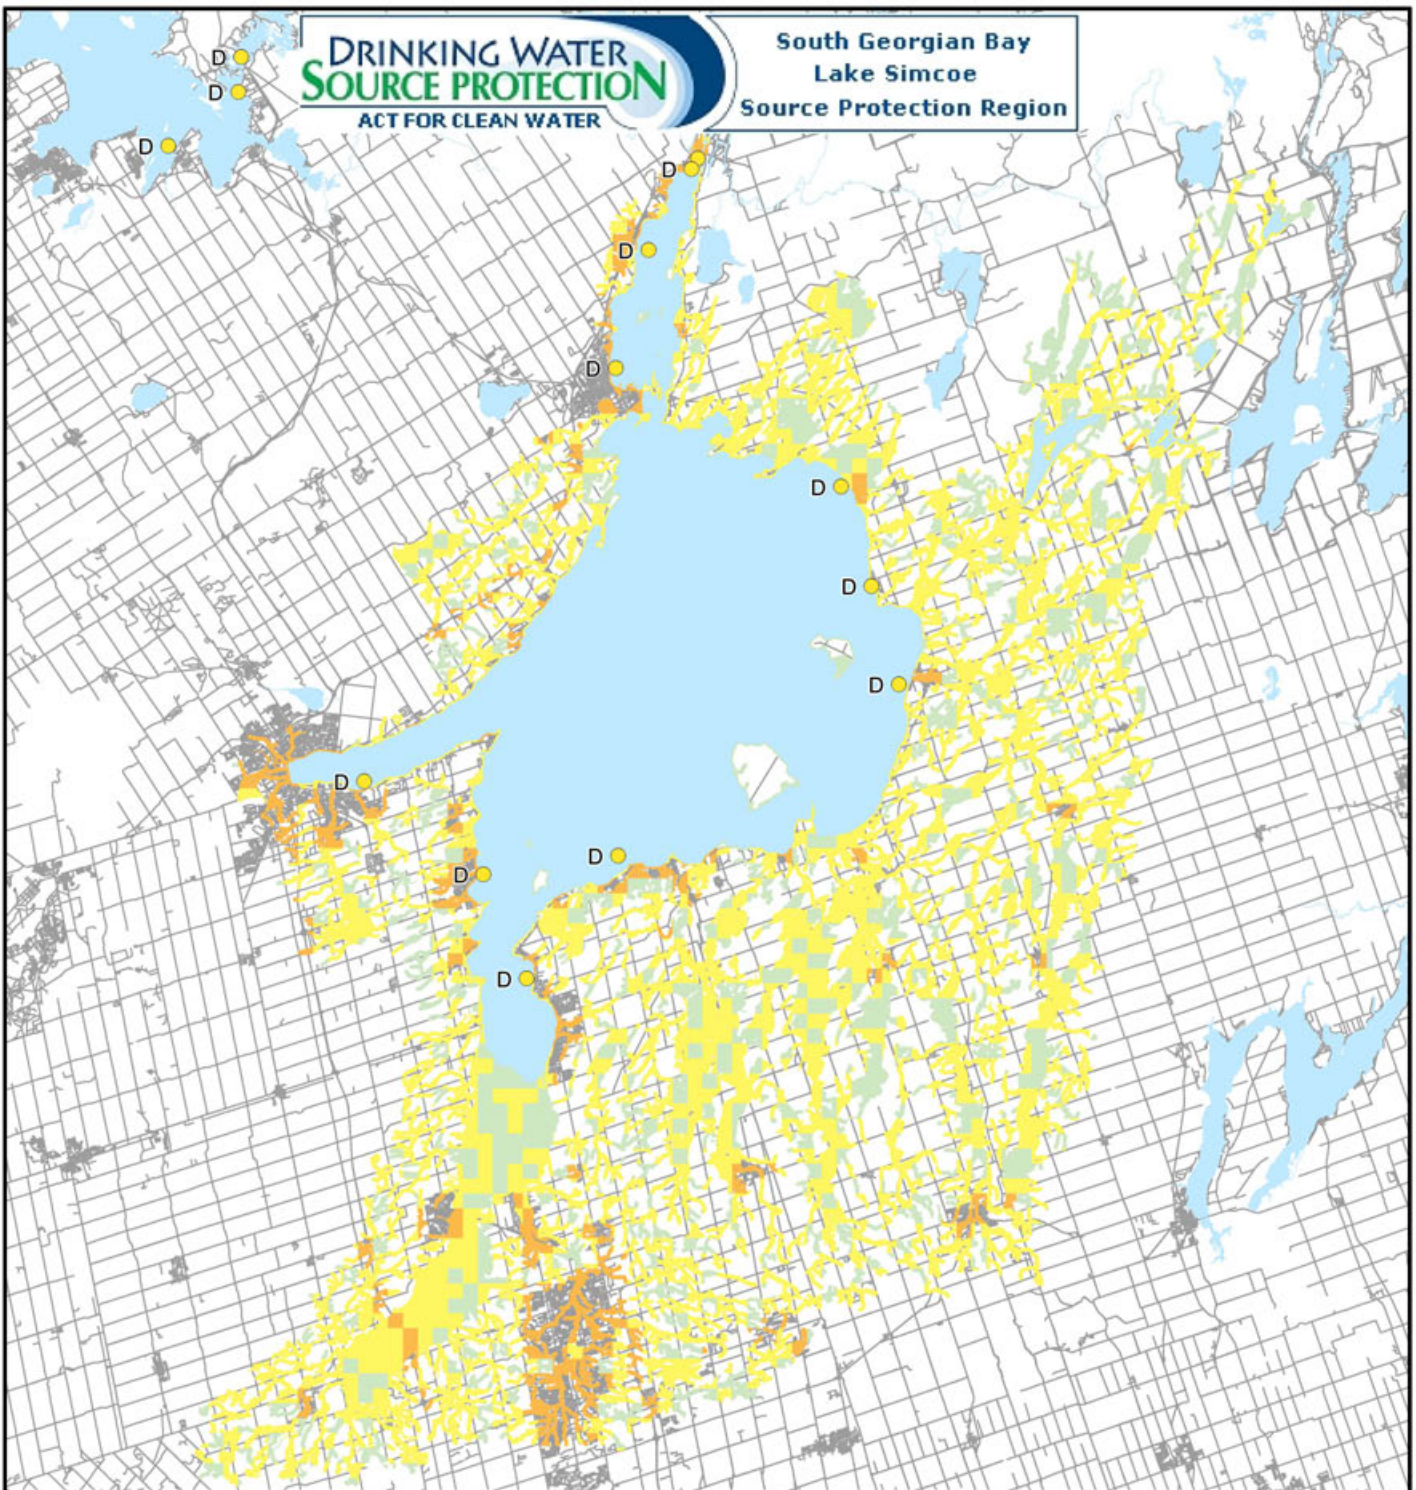 DRINKING WATER
SOURCE PROTECTION
ACT FOR CLEAN WATER
South Georgian Bay
Lake Simcoe
Source Protection Region
D
D
D
D
D
D
D
D
D
D
D
D
D